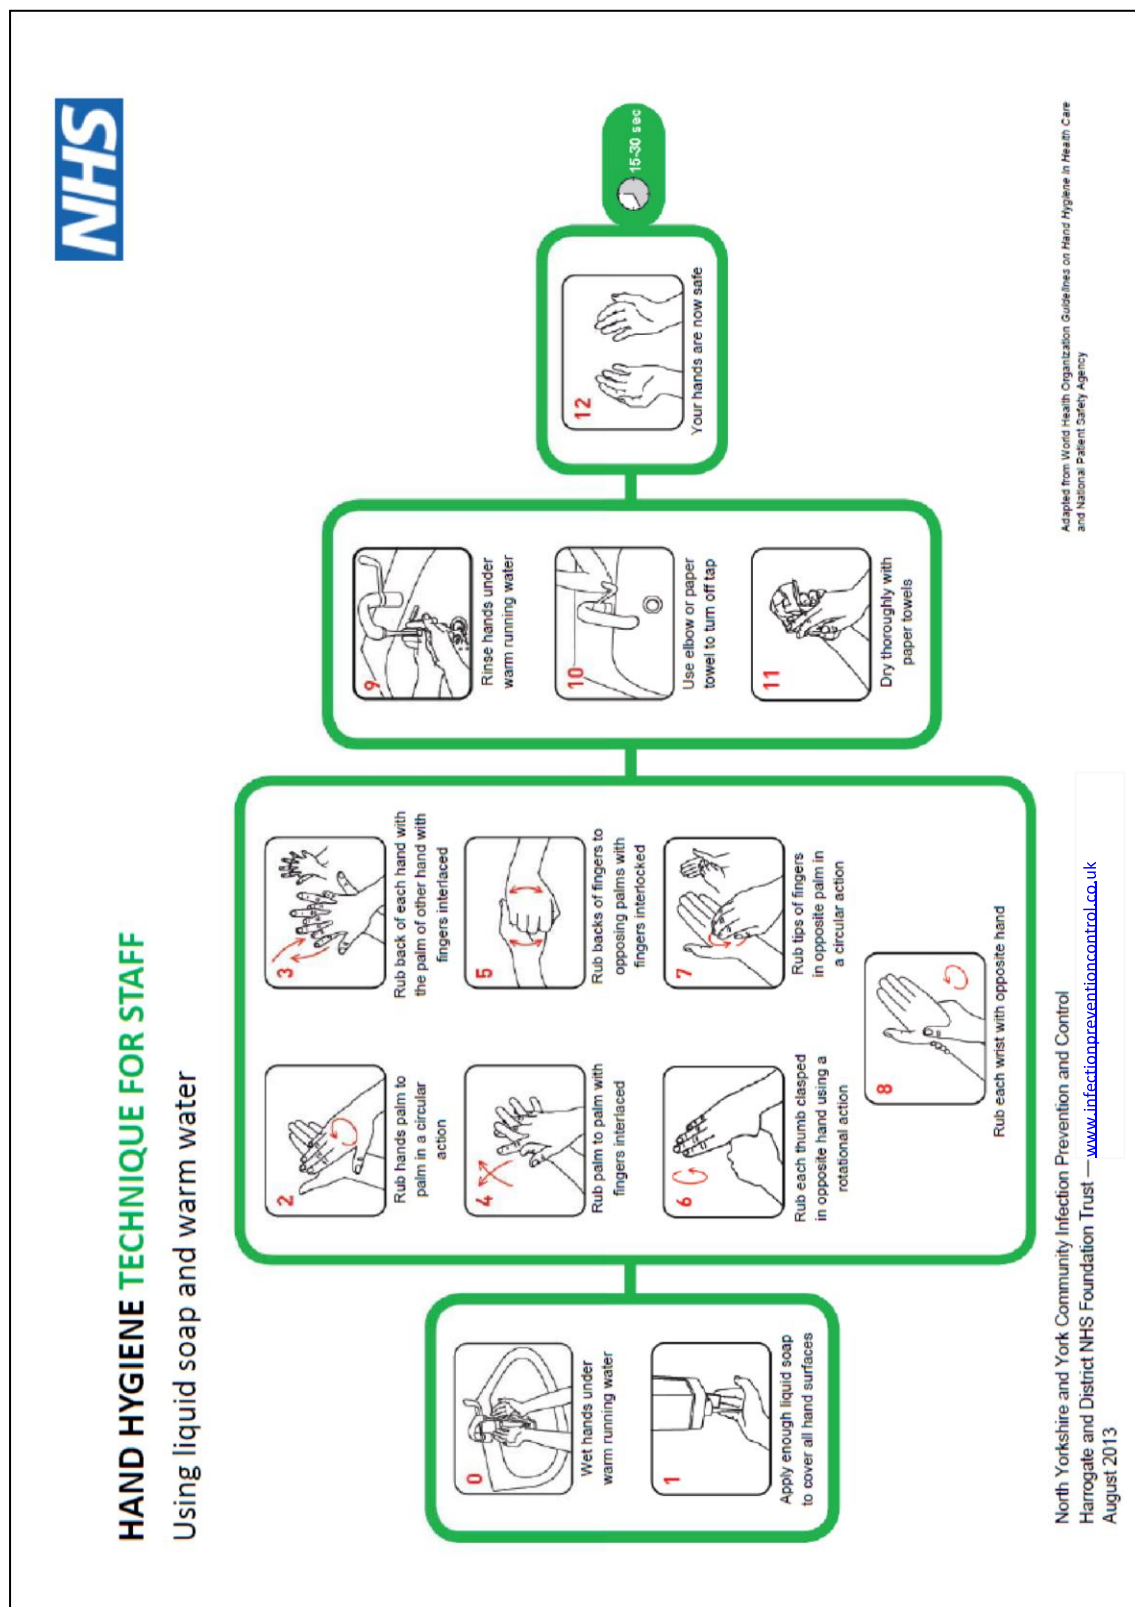 NHS
HAND HYGIENE TECHNIQUE FOR STAFF
Using liquid soap and warm water
0
Wet hands under
warm running water
1
Apply enough liquid soap
to cover all hand surfaces
2
Rub hands palm to
palm in a circular
action
3
Rub back of each hand with
the palm of other hand with
fingers interlaced
4
Rub palm to palm with
fingers interlaced
5
Rub backs of fingers to
opposing palms with
fingers interlocked
6
Rub each thumb clasped
in opposite hand using a
rotational action
7
Rub tips of fingers
in opposite palm in
a circular action
8
Rub each wrist with opposite hand
9
Rinse hands under
warm running water
10
Use elbow or paper
towel to turn off tap
11
Dry thoroughly with
paper towels
12
Your hands are now safe
15-30 sec
North Yorkshire and York Community Infection Prevention and Control
Harrogate and District NHS Foundation Trust — www.infectionpreventioncontrol.co.uk
August 2013
Adapted from World Health Organization Guidelines on Hand Hygiene in Health Care
and National Patient Safety Agency